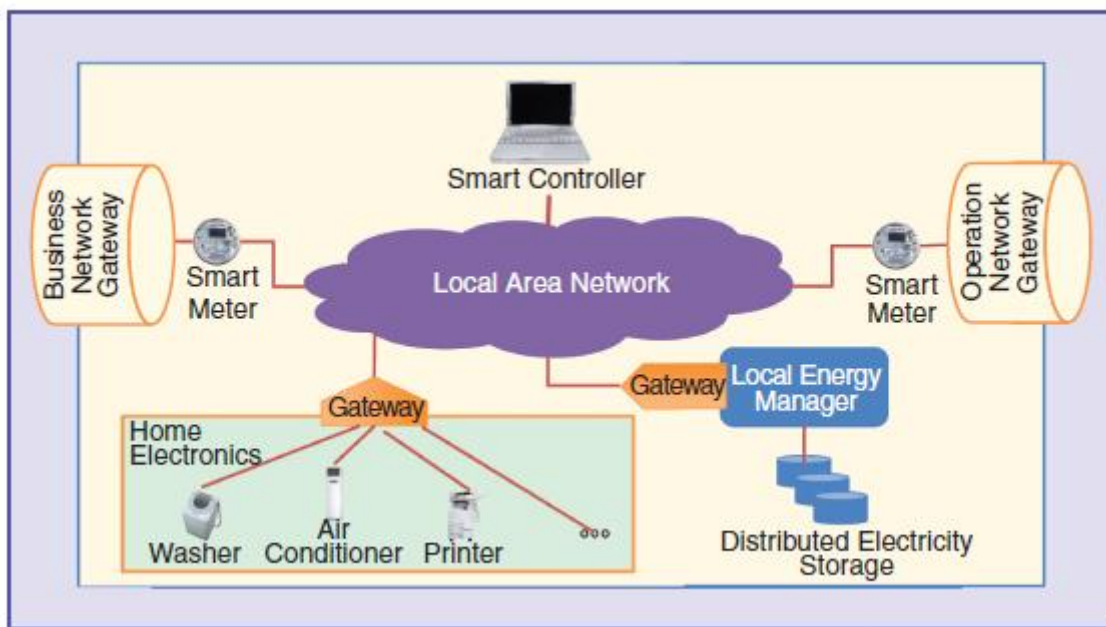 Smart Controller
Business
Network
Gateway
Smart
Meter
Local Area Network
Smart
Meter
Operation
Network
Gateway
Gateway
Home
Electronics
Washer
Air
Conditioner
Printer
Gateway
Local Energy
Manager
Distributed Electricity
Storage